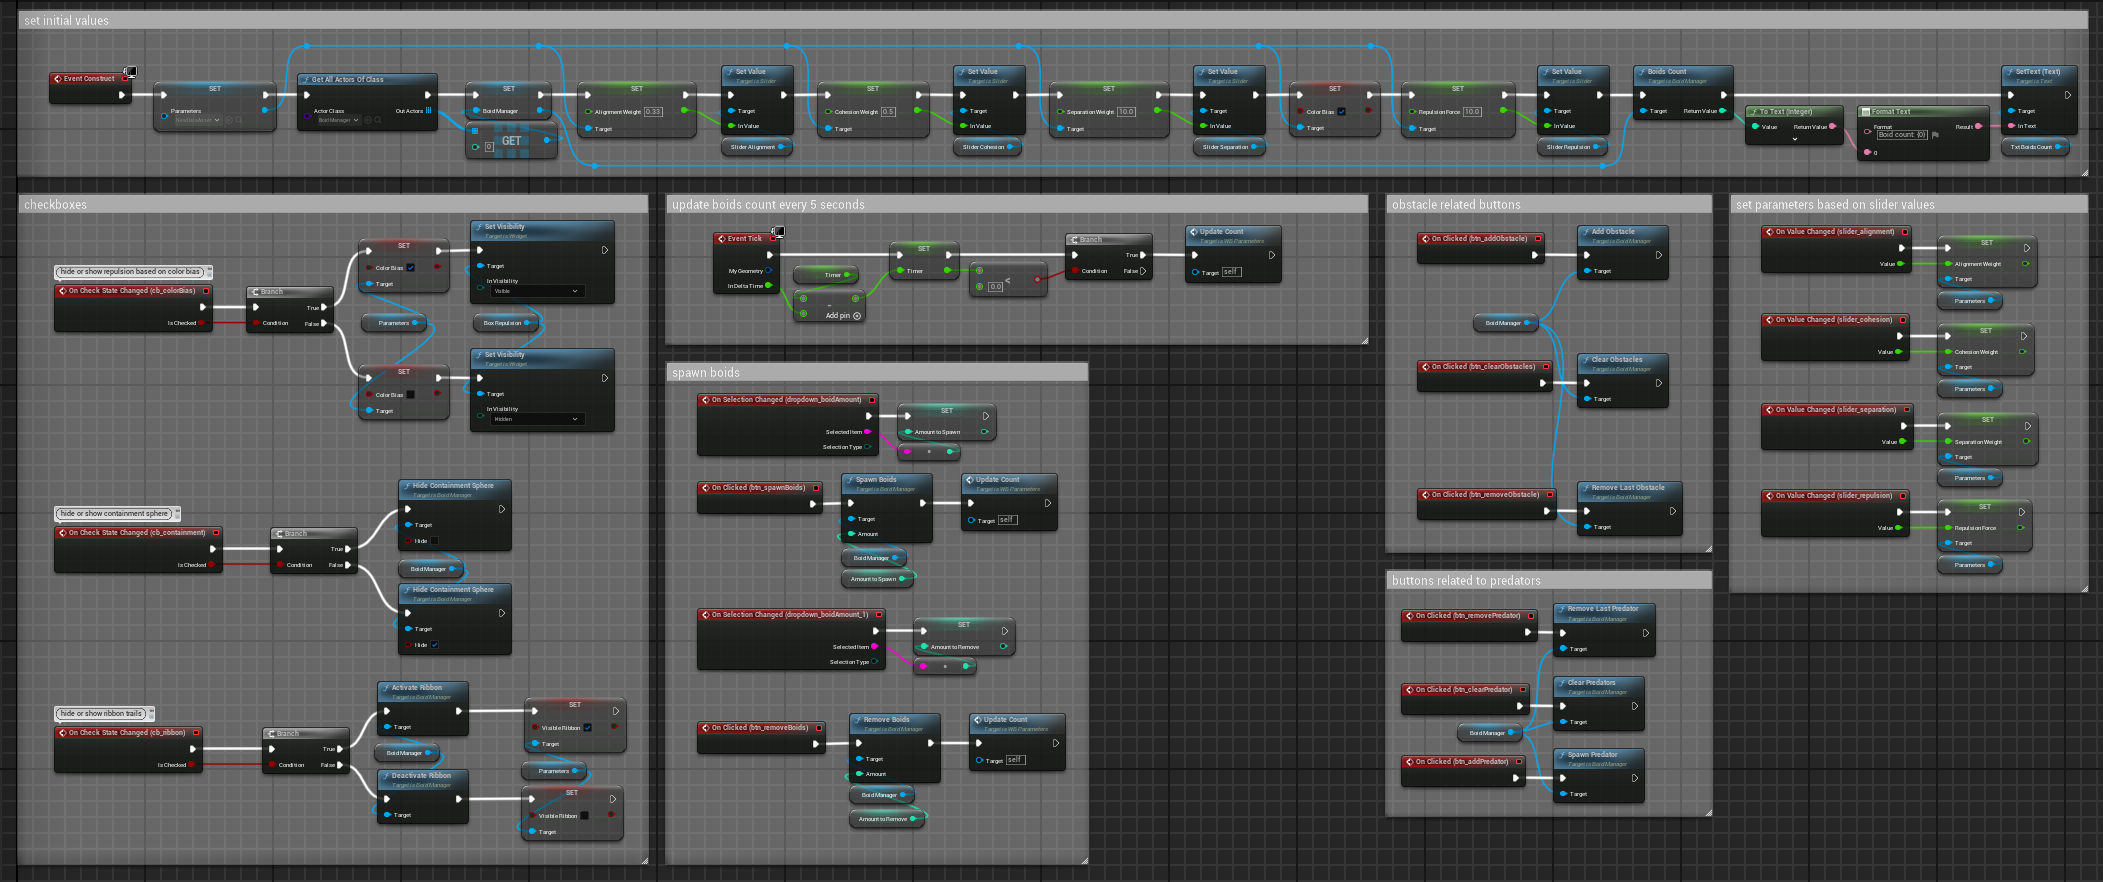 set initial values
Event Construct
SET
Parameters
Get All Actors Of Class
Actor Class
Boid Manager
Out Actors
SET
Boid Manager
0
GET
SET
Alignment Weight 0.33
Target
Set Value
Target is Slider
Target
In Value
Slider Alignment
SET
Cohesion Weight 0.5
Target
Set Value
Target is Slider
Target
In Value
Slider Cohesion
SET
Separation Weight 10.0
Target
Set Value
Target is Slider
Target
In Value
Slider Separation
SET
Color Bias
Target
SET
Repulsion Force 10.0
Target
Set Value
Target is Slider
Target
In Value
Slider Repulsion
Boids Count
Target is Boid Manager
Target
Return Value
To Text (Integer)
Value
Return Value
Format Text
Format
Boid count: {0}
Result
0
SetText (Text)
Target is Text
Target
In Text
Txt Boids Count
checkboxes
hide or show repulsion based on color bias
On Check State Changed (cb_colorBias)
Is Checked
Branch
True
Condition
False
SET
Color Bias
Target
Set Visibility
Target is Widget
Target
In Visibility
Visible
Parameters
Box Repulsion
SET
Color Bias
Target
Set Visibility
Target is Widget
Target
In Visibility
Hidden
hide or show containment sphere
On Check State Changed (cb_containment)
Is Checked
Branch
True
Condition
False
Hide Containment Sphere
Target is Boid Manager
Target
Hide
Boid Manager
Hide Containment Sphere
Target is Boid Manager
Target
Hide
hide or show ribbon trails
On Check State Changed (cb_ribbon)
Is Checked
Branch
True
Condition
False
Activate Ribbon
Target is Boid Manager
Target
Boid Manager
Deactivate Ribbon
Target is Boid Manager
Target
SET
Visible Ribbon
Target
Parameters
SET
Visible Ribbon
Target
update boids count every 5 seconds
Event Tick
My Geometry
In Delta Time
Timer
-
Add pin
SET
Timer
<
0.0
Branch
True
Condition
False
Update Count
Target is WB Parameters
Target self
spawn boids
On Selection Changed (dropdown_boidAmount)
Selected Item
Selection Type
SET
Amount to Spawn
On Clicked (btn_spawnBoids)
Spawn Boids
Target is Boid Manager
Target
Amount
Boid Manager
Amount to Spawn
Update Count
Target is WB Parameters
Target self
On Selection Changed (dropdown_boidAmount_1)
Selected Item
Selection Type
SET
Amount to Remove
On Clicked (btn_removeBoids)
Remove Boids
Target is Boid Manager
Target
Amount
Boid Manager
Amount to Remove
Update Count
Target is WB Parameters
Target self
obstacle related buttons
On Clicked (btn_addObstacle)
Add Obstacle
Target is Boid Manager
Target
Boid Manager
On Clicked (btn_clearObstacles)
Clear Obstacles
Target is Boid Manager
Target
On Clicked (btn_removeObstacle)
Remove Last Obstacle
Target is Boid Manager
Target
buttons related to predators
On Clicked (btn_removePredator)
Remove Last Predator
Target is Boid Manager
Target
On Clicked (btn_clearPredator)
Clear Predators
Target is Boid Manager
Target
Boid Manager
On Clicked (btn_addPredator)
Spawn Predator
Target is Boid Manager
Target
set parameters based on slider values
On Value Changed (slider_alignment)
Value
SET
Alignment Weight
Target
Parameters
On Value Changed (slider_cohesion)
Value
SET
Cohesion Weight
Target
Parameters
On Value Changed (slider_separation)
Value
SET
Separation Weight
Target
Parameters
On Value Changed (slider_repulsion)
Value
SET
Repulsion Force
Target
Parameters